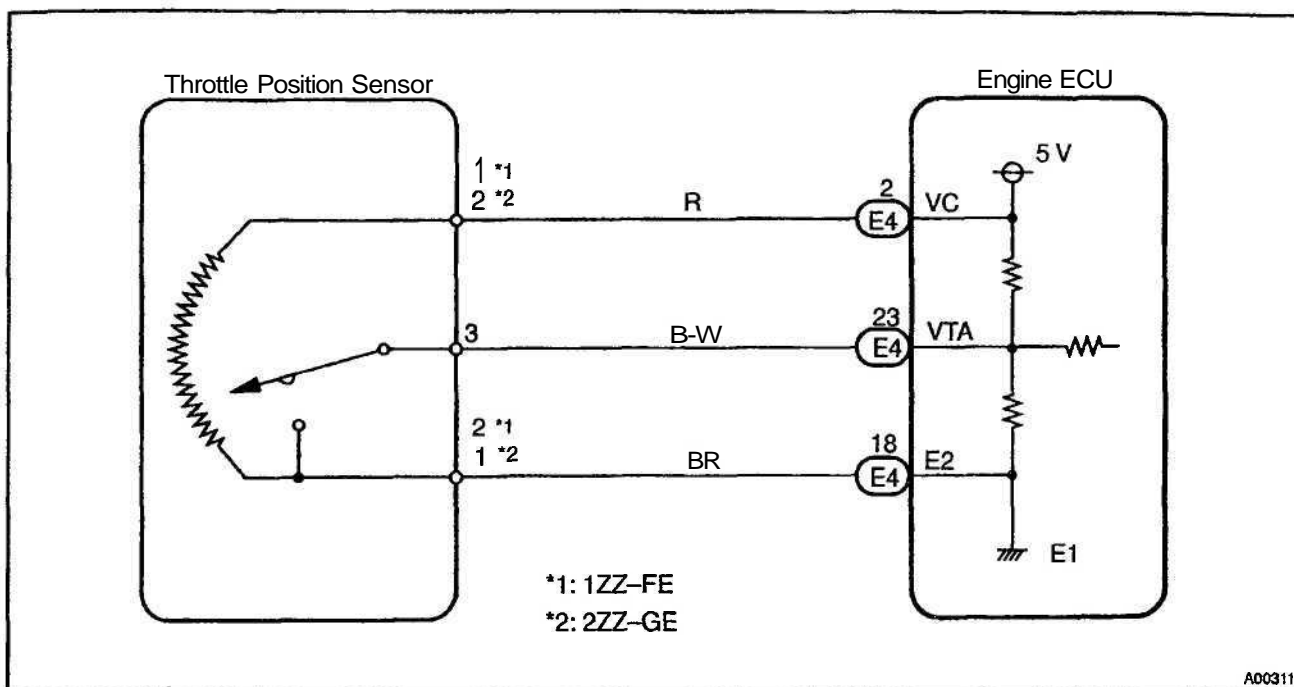 Throttle Position Sensor
Engine ECU
5 V
1 *1
2 *2
R
2
E4
VC
3
B-W
23
E4
VTA
2 *1
1 *2
BR
18
E4
E2
E1
*1: 1ZZ–FE
*2: 2ZZ–GE
A00311